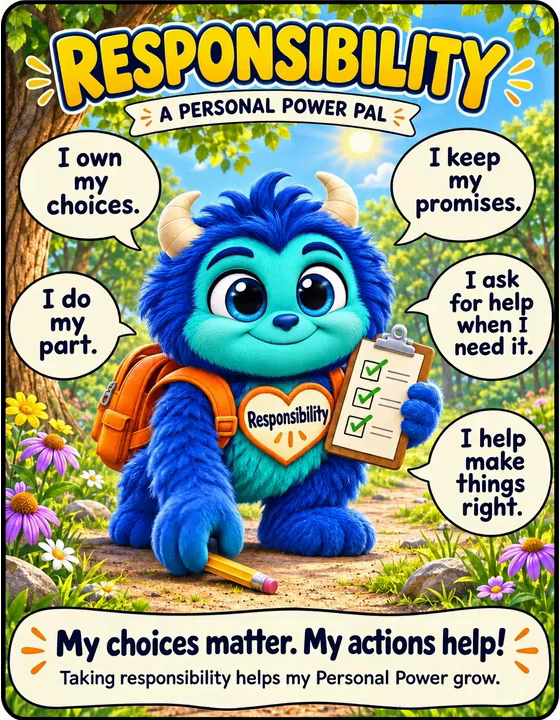 RESPONSIBILITY
A PERSONAL POWER PAL
I own
my
choices.
I keep
my
promises.
I do
my
part.
I ask
for help
when I
need it.
Responsibility
I help
make
things
right.
My choices matter. My actions help!
Taking responsibility helps my Personal Power grow.